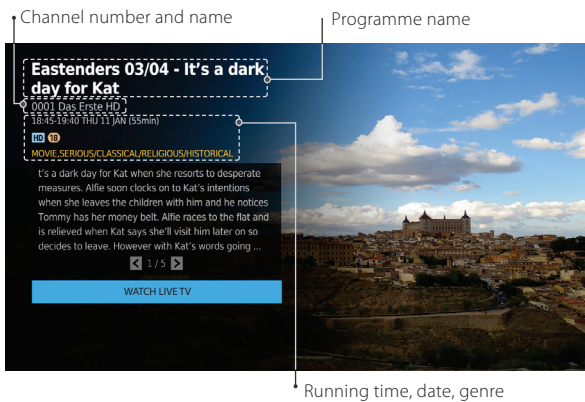 Channel number and name
Programme name
Eastenders 03/04 - It's a dark
day for Kat
0001 Das Erste HD
18:45-19:40 THU 11 JAN (55min)
HD 18
MOVIE,SERIOUS/CLASSICAL/RELIGIOUS/HISTORICAL
t's a dark day for Kat when she resorts to desperate
measures. Alfie soon clocks on to Kat's intentions
when she leaves the children with him and he notices
Tommy has her money belt. Alfie races to the flat and
is relieved when Kat says she'll visit him later on so
decides to leave. However with Kat's words going ...
< 1 / 5 >
WATCH LIVE TV
Running time, date, genre